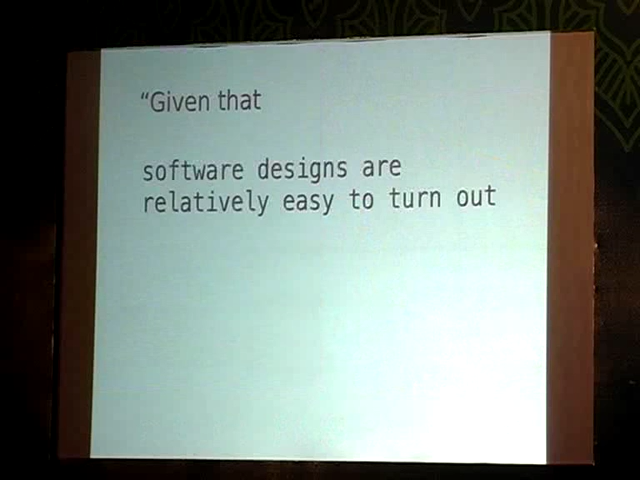 “Given that
software designs are
relatively easy to turn out